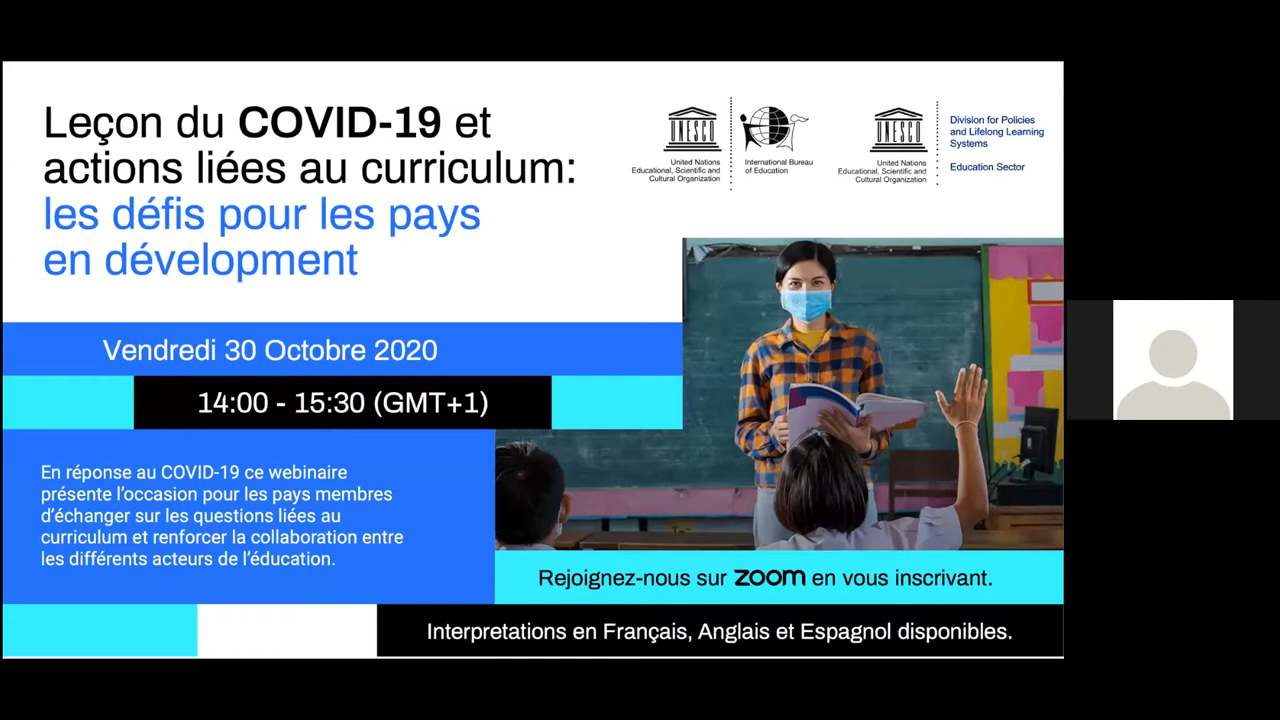 Leçon du COVID-19 et
actions liées au curriculum:
les défis pour les pays
en dévelopment
UNESCO
United Nations
Educational, Scientific and
Cultural Organization
International Bureau
of Education
UNESCO
United Nations
Educational, Scientific and
Cultural Organization
Division for Policies
and Lifelong Learning
Systems
Education Sector
Vendredi 30 Octobre 2020
14:00 - 15:30 (GMT+1)
En réponse au COVID-19 ce webinaire
présente l'occasion pour les pays membres
d'échanger sur les questions liées au
curriculum et renforcer la collaboration entre
les différents acteurs de l'éducation.
Rejoignez-nous sur zoom en vous inscrivant.
Interpretations en Français, Anglais et Espagnol disponibles.